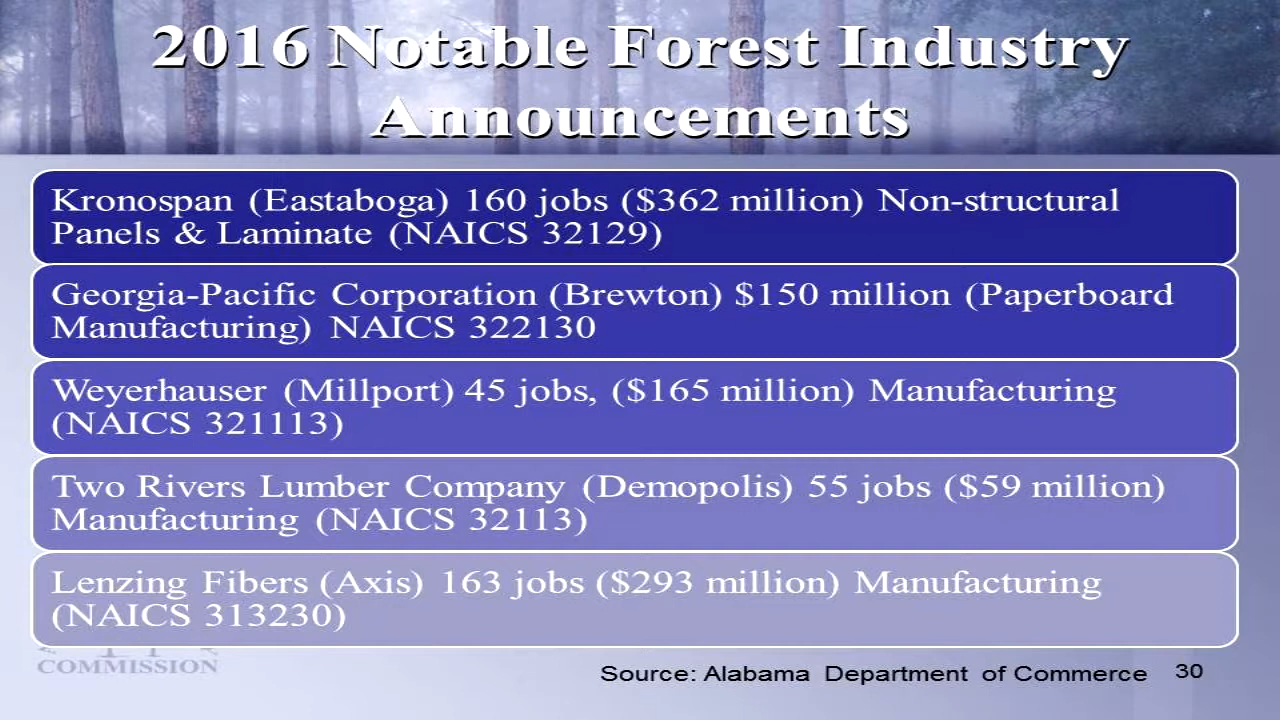 2016 Notable Forest Industry
Announcements
Kronospan (Eastaboga) 160 jobs ($362 million) Non-structural
Panels & Laminate (NAICS 32129)
Georgia-Pacific Corporation (Brewton) $150 million (Paperboard
Manufacturing) NAICS 322130
Weyerhauser (Millport) 45 jobs, ($165 million) Manufacturing
(NAICS 321113)
Two Rivers Lumber Company (Demopolis) 55 jobs ($59 million)
Manufacturing (NAICS 32113)
Lenzing Fibers (Axis) 163 jobs ($293 million) Manufacturing
(NAICS 313230)
COMMISSION
Source: Alabama Department of Commerce 30